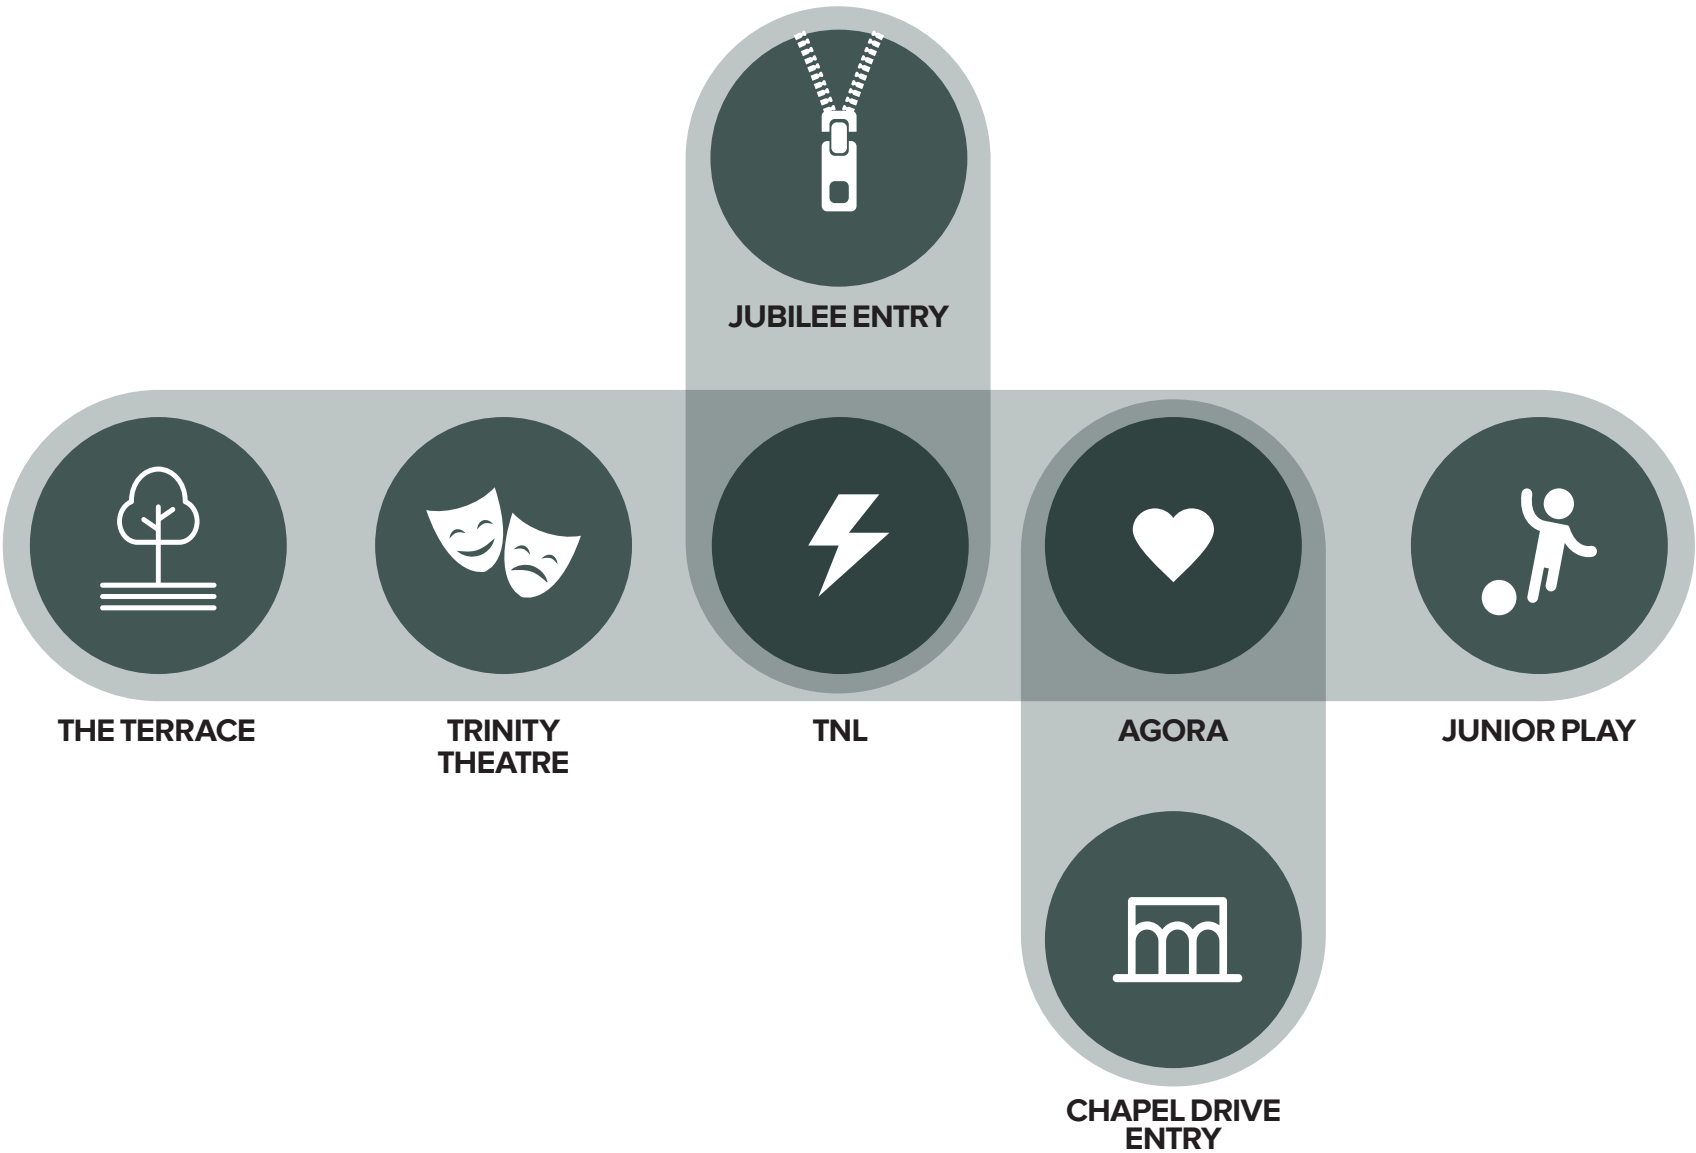 JUBILEE ENTRY
THE TERRACE
TRINITY
THEATRE
TNL
AGORA
JUNIOR PLAY
CHAPEL DRIVE
ENTRY